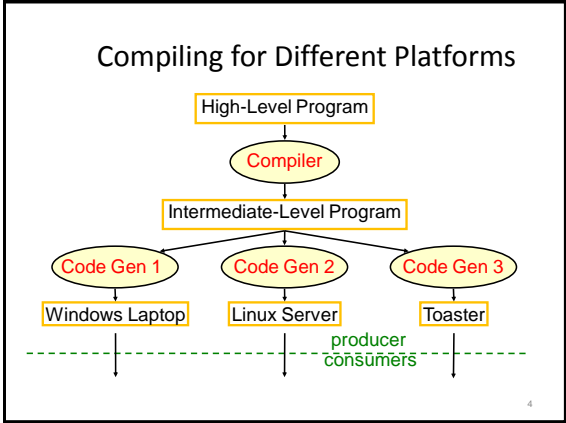 Compiling for Different Platforms
High-Level Program
Compiler
Intermediate-Level Program
Code Gen 1
Code Gen 2
Code Gen 3
Windows Laptop
Linux Server
Toaster
producer
consumers
4